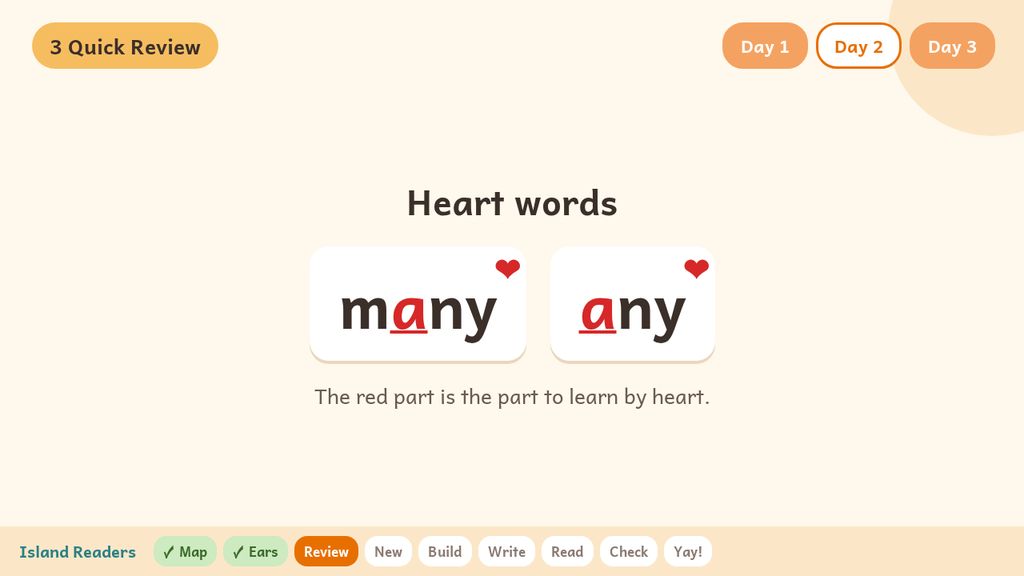 3 Quick Review
Day 1 Day 2 Day 3
Heart words
many❤ any❤
The red part is the part to learn by heart.
Island Readers ✓ Map ✓ Ears Review New Build Write Read Check Yay!